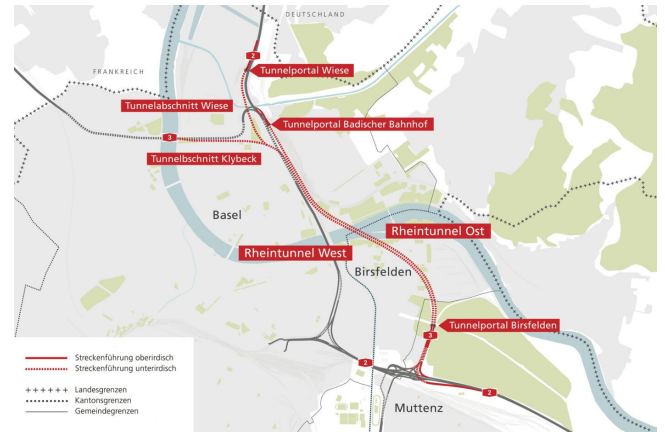 DEUTSCHLAND
2
Tunnelportal Wiese
FRANKREICH
Tunnelabschnitt Wiese
Tunnelportal Badischer Bahnhof
3
Tunnelbschnitt Klybeck
Basel
Rheintunnel Ost
Rheintunnel West
Birsfelden
Tunnelportal Birsfelden
3
2
2
Muttenz
Streckenführung oberirdisch
Streckenführung unterirdisch
Landesgrenzen
Kantonsgrenzen
Gemeindegrenzen